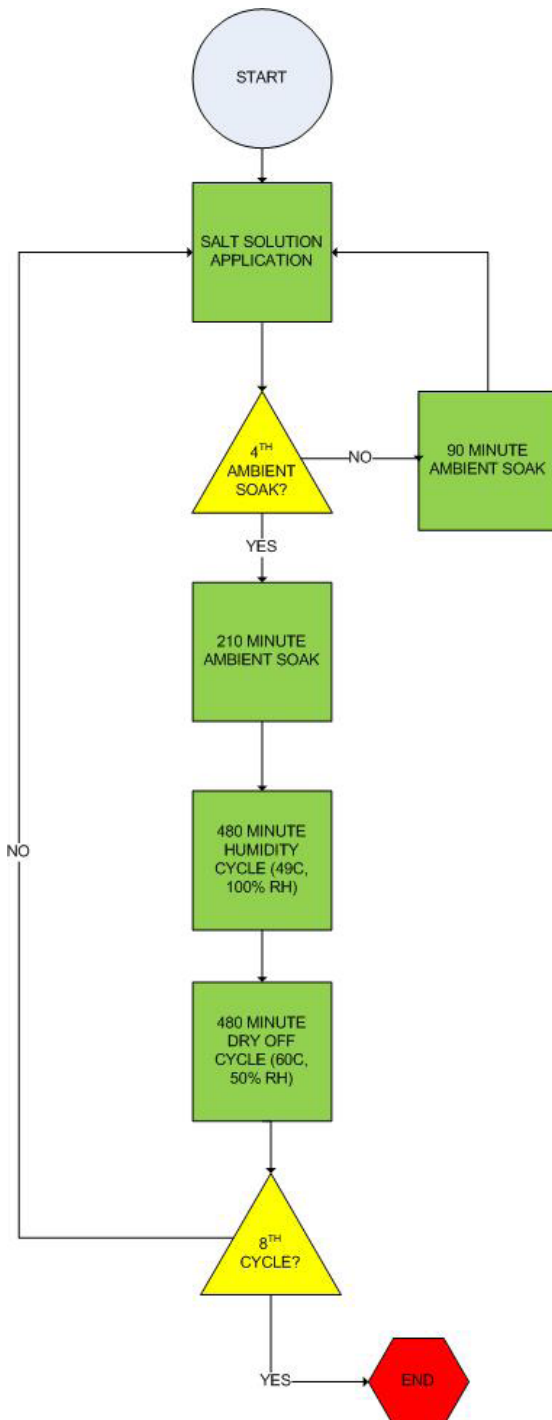 START
SALT SOLUTION
APPLICATION
4TH
AMBIENT
SOAK?
NO
90 MINUTE
AMBIENT SOAK
YES
210 MINUTE
AMBIENT SOAK
480 MINUTE
HUMIDITY
CYCLE (49C,
100% RH)
NO
480 MINUTE
DRY OFF
CYCLE (60C,
50% RH)
8TH
CYCLE?
YES
END